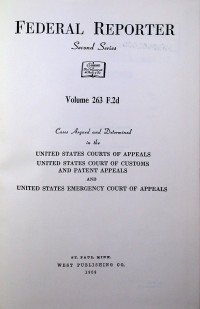 FEDERAL REPORTER
Second Series
Volume 263 F.2d
Cases Argued and Determined
in the
UNITED STATES COURTS OF APPEALS
UNITED STATES COURT OF CUSTOMS
AND PATENT APPEALS
AND
UNITED STATES EMERGENCY COURT OF APPEALS
ST. PAUL, MINN.
WEST PUBLISHING CO.
1959